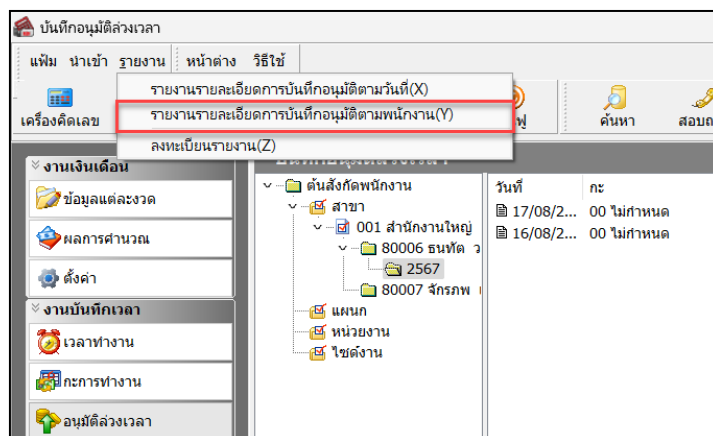 บันทึกอนุมัติล่วงเวลา
แฟ้ม นำเข้า รายงาน หน้าต่าง วิธีใช้
รายงานรายละเอียดการบันทึกอนุมัติตามวันที่(X)
รายงานรายละเอียดการบันทึกอนุมัติตามพนักงาน(Y)
ลงทะเบียนรายงาน(Z)
เครื่องคิดเลข ค้นหา
งานเงินเดือน
ข้อมูลแต่ละงวด
ผลการคำนวณ
ตั้งค่า
งานบันทึกเวลา
เวลาทำงาน
กะการทำงาน
อนุมัติล่วงเวลา
ต้นสังกัดพนักงาน
สาขา
001 สำนักงานใหญ่
80006 ธนทัต ว
2567
80007 จักรภพ
แผนก
หน่วยงาน
ไซด์งาน
วันที่ กะ
17/08/2... 00 ไม่กำหนด
16/08/2... 00 ไม่กำหนด